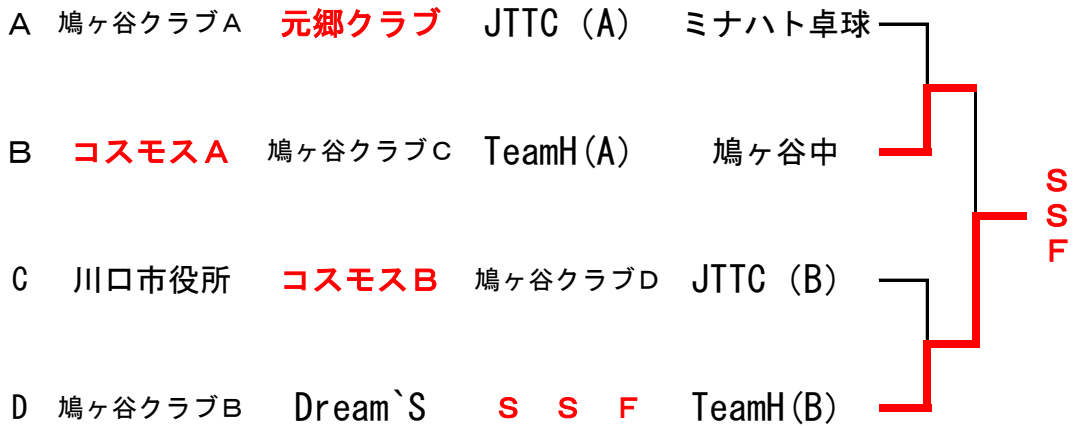 A 鳩ヶ谷クラブA 元郷クラブ JTTC (A) ミナハト卓球
B コスモスA 鳩ヶ谷クラブC TeamH(A) 鳩ヶ谷中
C 川口市役所 コスモスB 鳩ヶ谷クラブD JTTC (B)
D 鳩ヶ谷クラブB Dream`S S S F TeamH(B)
S
S
F